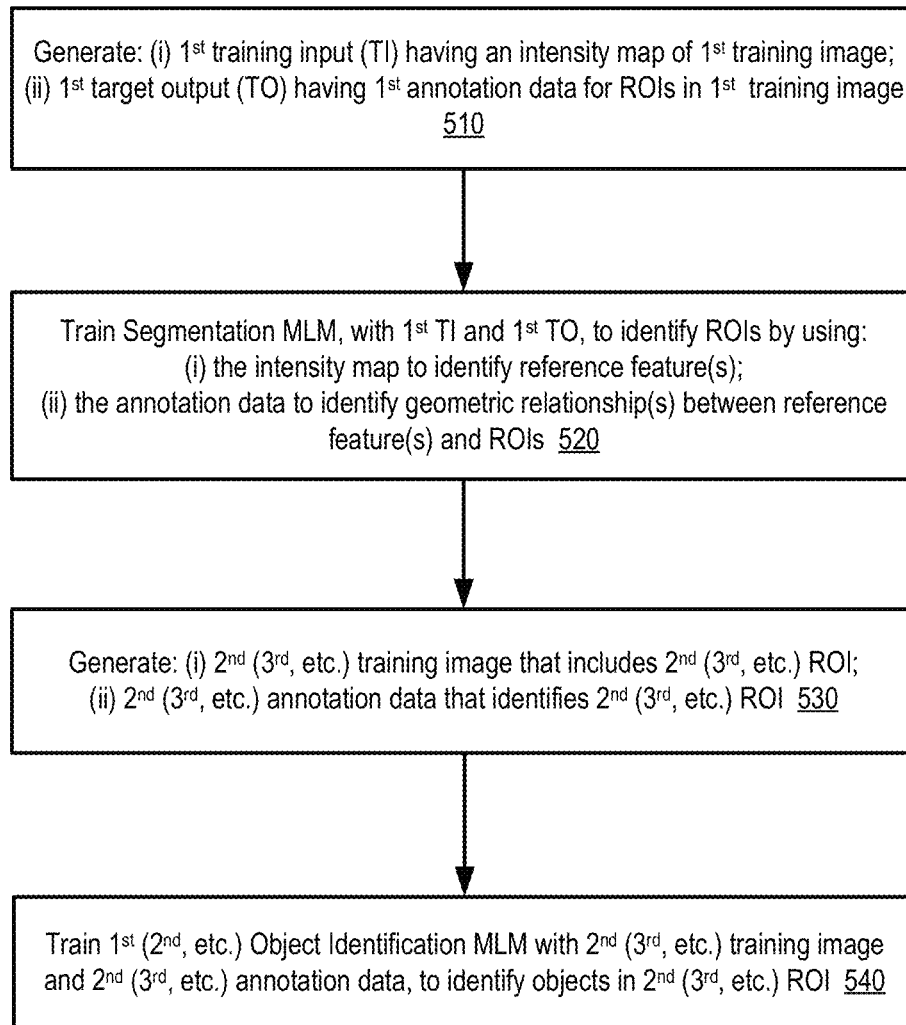 Generate: (i) 1st training input (TI) having an intensity map of 1st training image;
(ii) 1st target output (TO) having 1st annotation data for ROIs in 1st training image
510
Train Segmentation MLM, with 1st TI and 1st TO, to identify ROIs by using:
(i) the intensity map to identify reference feature(s);
(ii) the annotation data to identify geometric relationship(s) between reference
feature(s) and ROIs 520
Generate: (i) 2nd (3rd, etc.) training image that includes 2nd (3rd, etc.) ROI;
(ii) 2nd (3rd, etc.) annotation data that identifies 2nd (3rd, etc.) ROI 530
Train 1st (2nd, etc.) Object Identification MLM with 2nd (3rd, etc.) training image
and 2nd (3rd, etc.) annotation data, to identify objects in 2nd (3rd, etc.) ROI 540